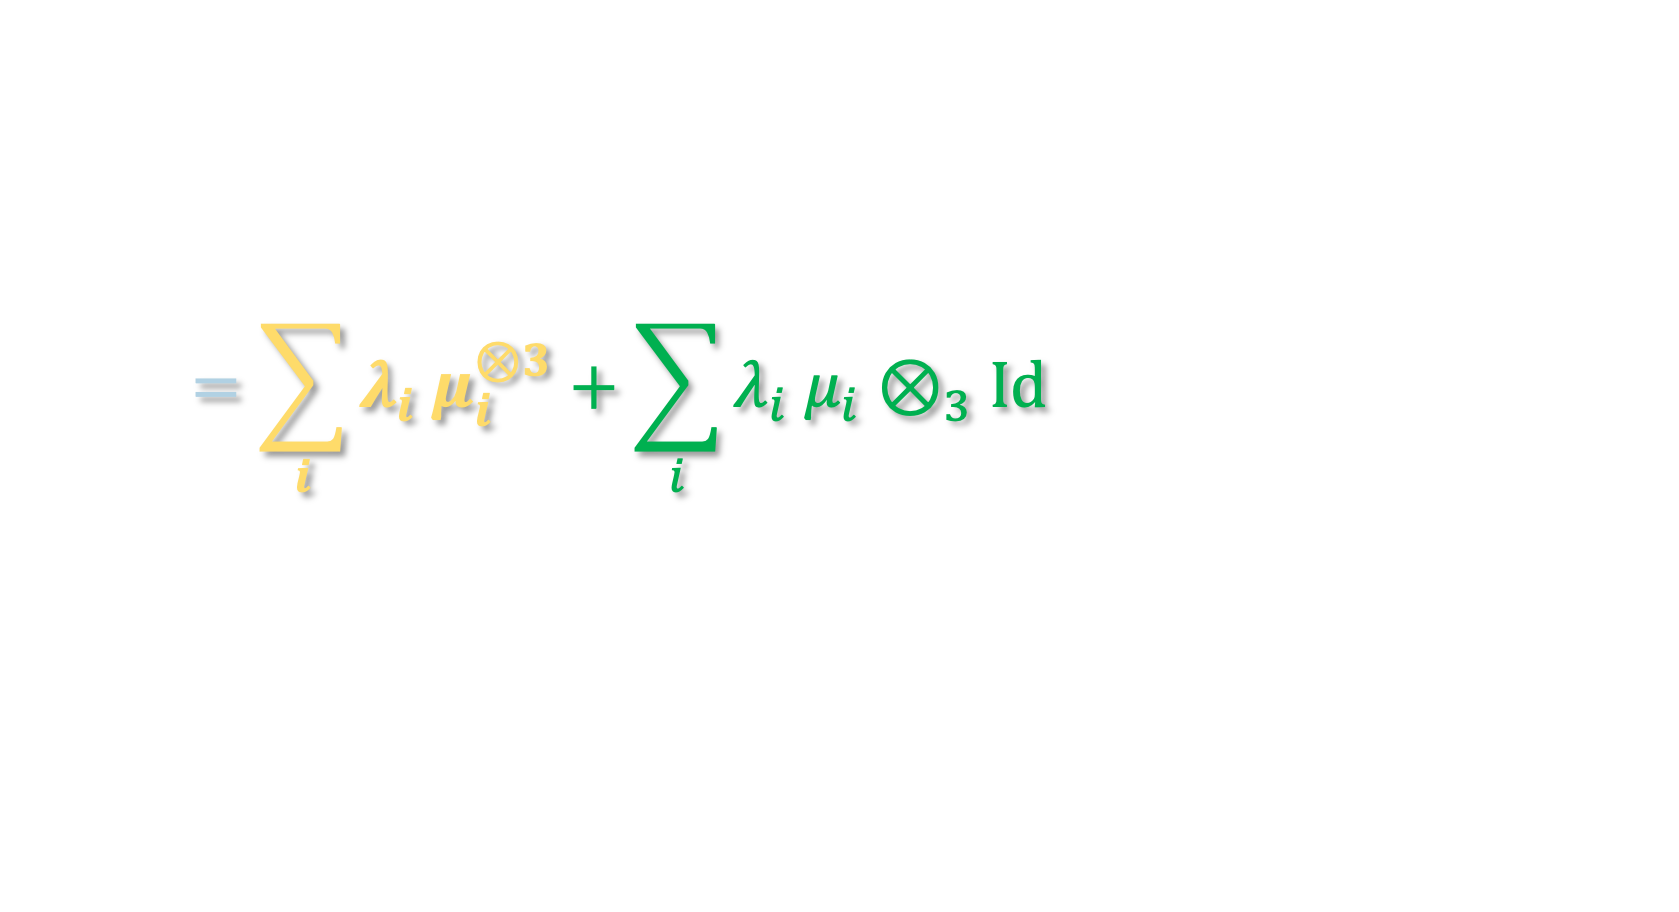 = ∑_i λ_i μ_i^{⊗3} + ∑_i λ_i μ_i ⊗_3 Id